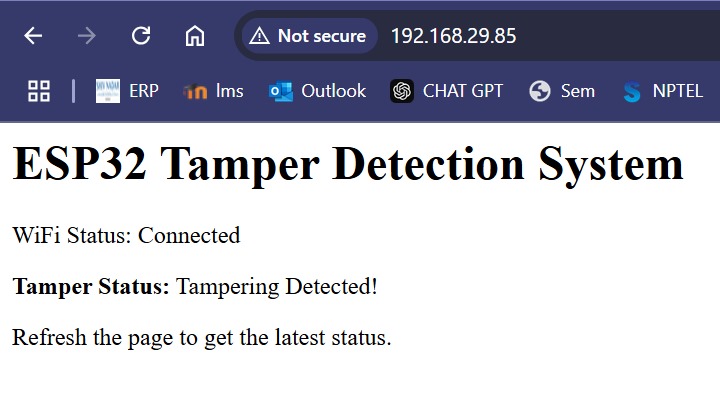 Not secure 192.168.29.85
ERP lms Outlook CHAT GPT Sem NPTEL
ESP32 Tamper Detection System
WiFi Status: Connected
Tamper Status: Tampering Detected!
Refresh the page to get the latest status.